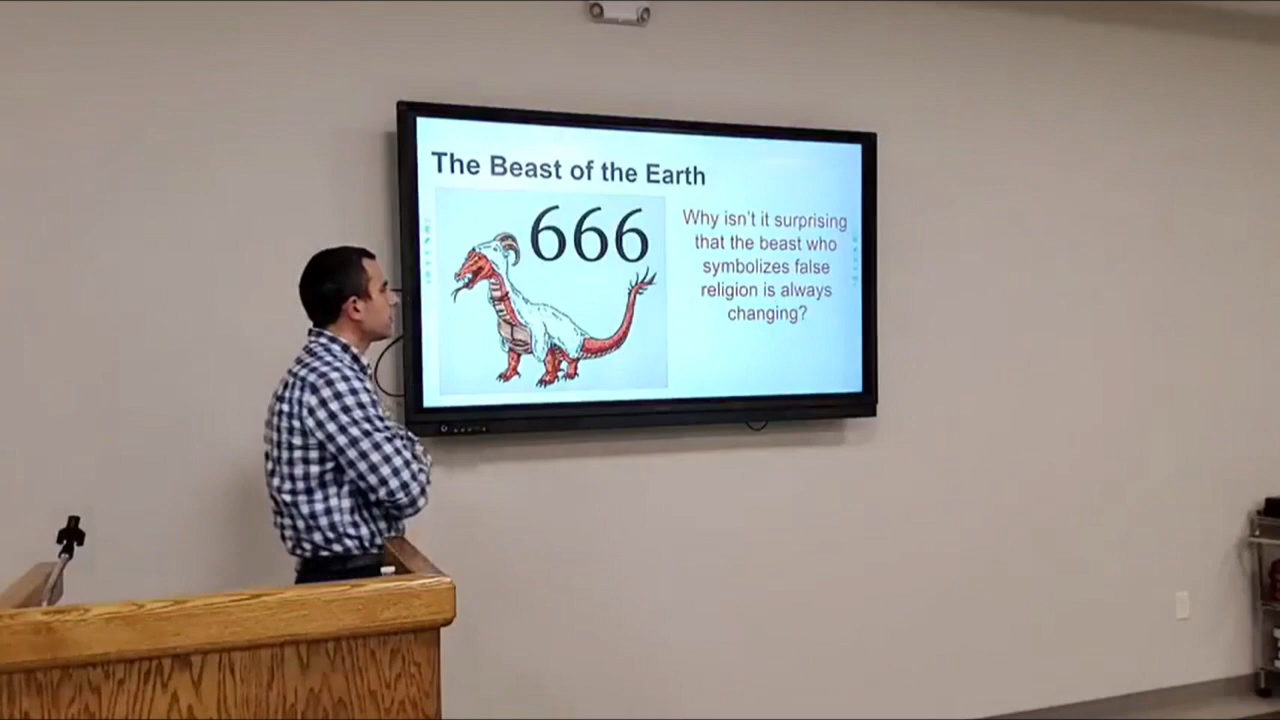 The Beast of the Earth
666
Why isn't it surprising
that the beast who
symbolizes false
religion is always
changing?